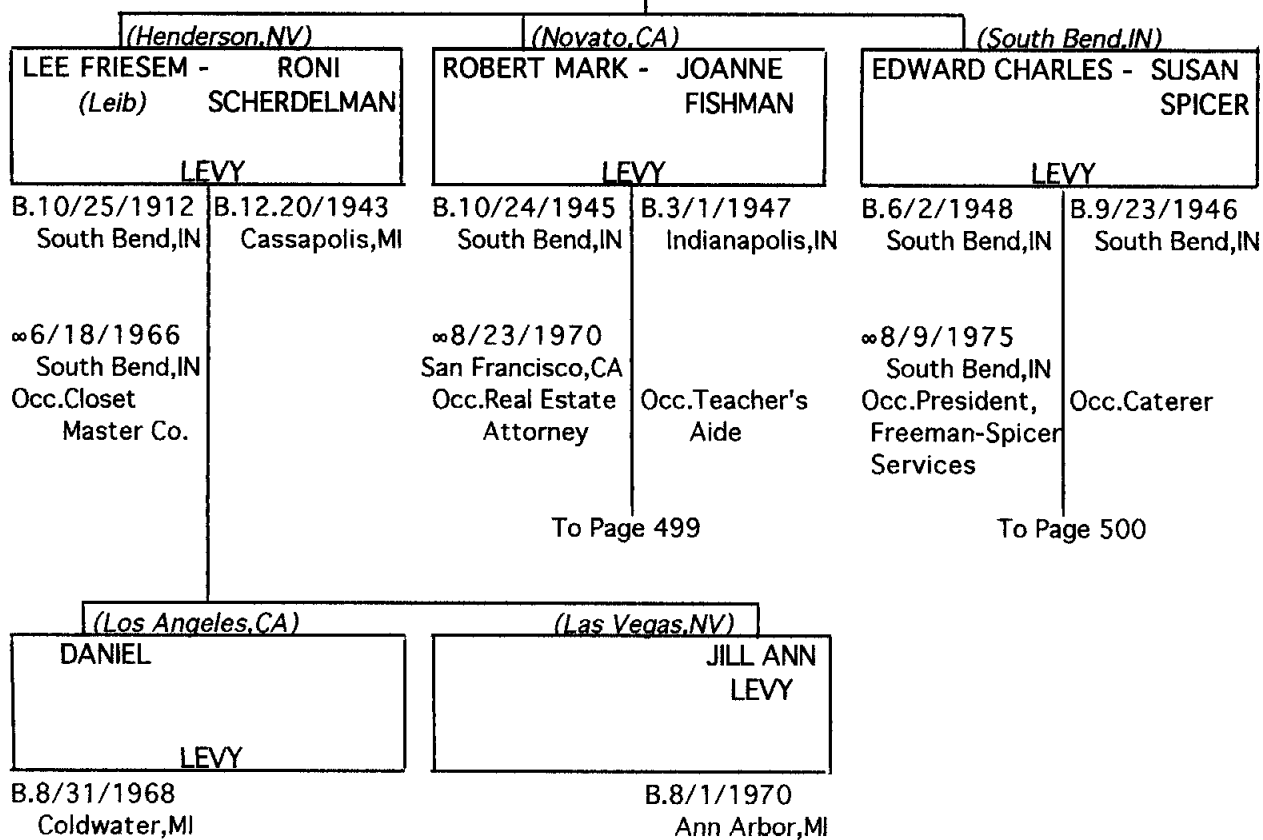 (Henderson,NV)
LEE FRIESEM - RONI
(Leib) SCHERDELMAN
LEVY
B.10/25/1912 B.12.20/1943
South Bend,IN Cassapolis,MI
∞6/18/1966
South Bend,IN
Occ.Closet
Master Co.
(Novato,CA)
ROBERT MARK - JOANNE
FISHMAN
LEVY
B.10/24/1945 B.3/1/1947
South Bend,IN Indianapolis,IN
∞8/23/1970
San Francisco,CA
Occ.Real Estate Occ.Teacher's
Attorney Aide
To Page 499
(South Bend,IN)
EDWARD CHARLES - SUSAN
SPICER
LEVY
B.6/2/1948 B.9/23/1946
South Bend,IN South Bend,IN
∞8/9/1975
South Bend,IN
Occ.President, Occ.Caterer
Freeman-Spicer
Services
To Page 500
(Los Angeles,CA)
DANIEL
LEVY
B.8/31/1968
Coldwater,MI
(Las Vegas,NV)
JILL ANN
LEVY
B.8/1/1970
Ann Arbor,MI